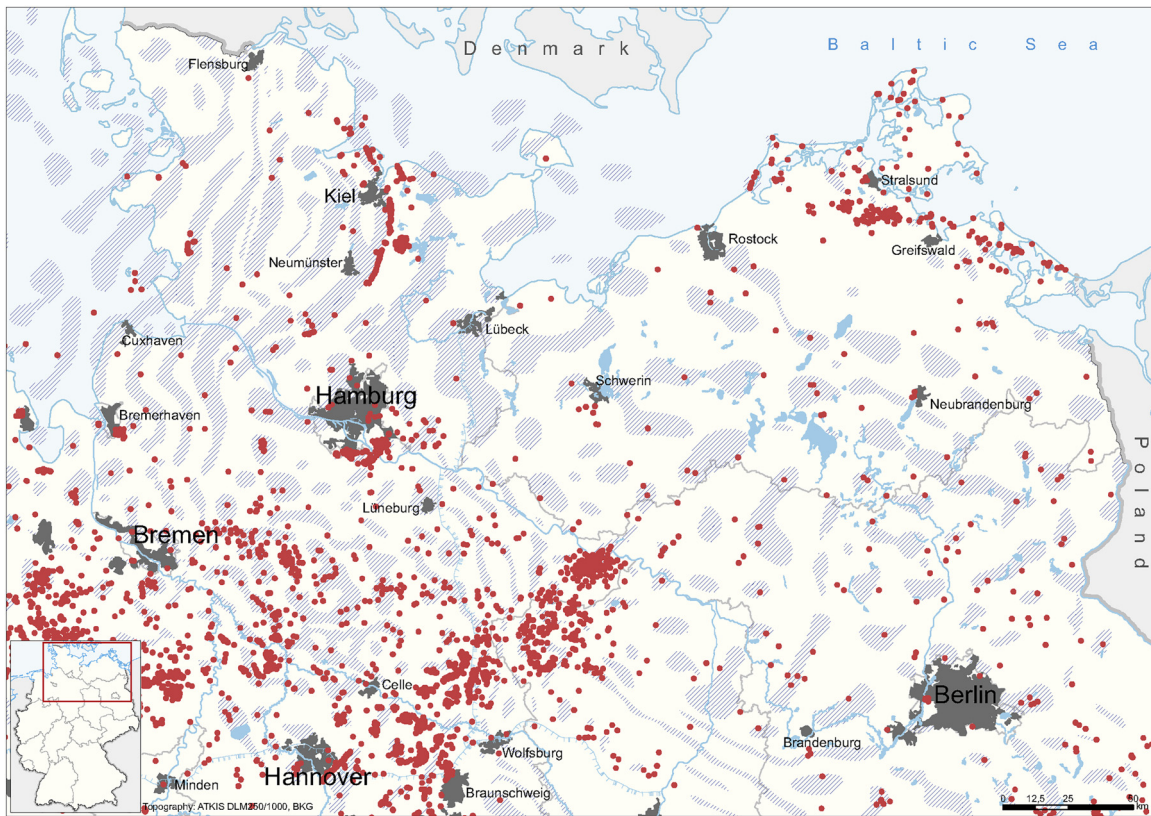 Denmark
Baltic Sea
Flensburg
Kiel
Stralsund
Rostock
Greifswald
Neumünster
Cuxhaven
Lübeck
Schwerin
Hamburg
Neubrandenburg
Bremerhaven
Poland
Lüneburg
Bremen
Celle
Berlin
Brandenburg
Wolfsburg
Hannover
Minden
Braunschweig
Topography: ATKIS DLM250/1000, BKG
0 12,5 25 50
km